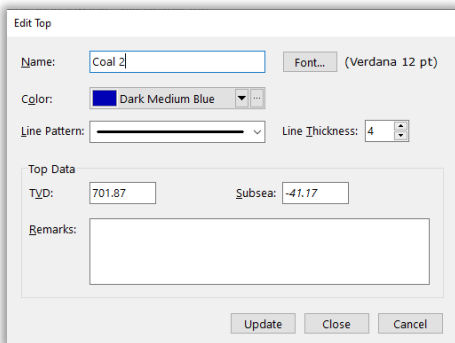 Edit Top
Name: Coal 2 Font... (Verdana 12 pt)
Color: Dark Medium Blue ...
Line Pattern: Line Thickness: 4
Top Data
TVD: 701.87 Subsea: -41.17
Remarks:
Update Close Cancel